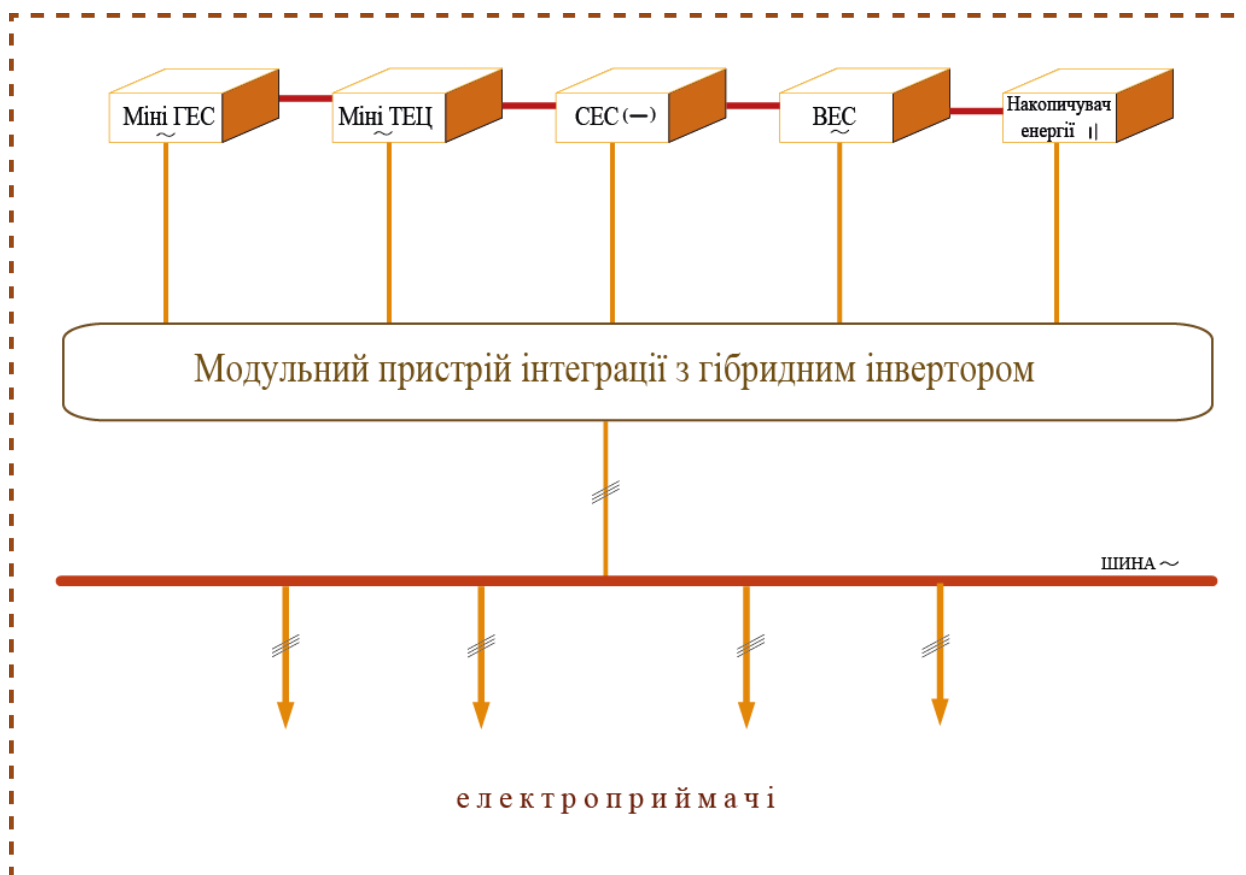 Міні ГЕС
~
Міні ТЕЦ
~
СЕС (—)
ВЕС
~
Накопичувач
енергії
Модульний пристрій інтеграції з гібридним інвертором
ШИНА ~
електроприймачі